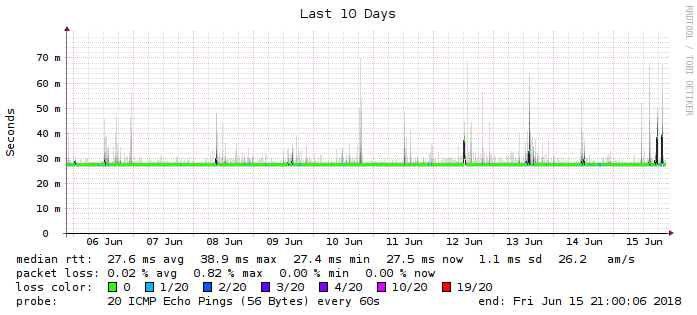 Last 10 Days
RRDTOOL / TOBI OETIKER
Seconds
70 m
60 m
50 m
40 m
30 m
20 m
10 m
0
06 Jun 07 Jun 08 Jun 09 Jun 10 Jun 11 Jun 12 Jun 13 Jun 14 Jun 15 Jun
median rtt: 27.6 ms avg 38.9 ms max 27.4 ms min 27.5 ms now 1.1 ms sd 26.2 am/s
packet loss: 0.02 % avg 0.82 % max 0.00 % min 0.00 % now
loss color: 0 1/20 2/20 3/20 4/20 10/20 19/20
probe: 20 ICMP Echo Pings (56 Bytes) every 60s end: Fri Jun 15 21:00:06 2018